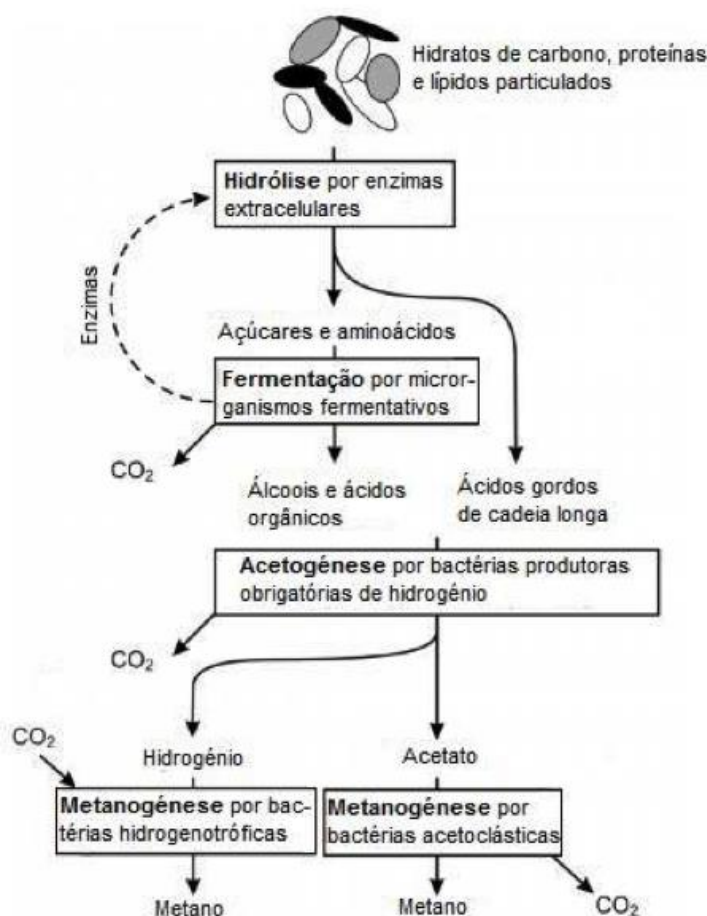 Hidratos de carbono, proteínas
e lípidos particulados
Hidrólise por enzimas
extracelulares
Enzimas
Açúcares e aminoácidos
Fermentação por micror-
ganismos fermentativos
CO₂
Álcoois e ácidos
orgânicos
Ácidos gordos
de cadeia longa
Acetogénese por bactérias produtoras
obrigatórias de hidrogénio
CO₂
CO₂
Hidrogénio
Acetato
Metanogénese por bac-
térias hidrogenotróficas
Metanogénese por
bactérias acetoclásticas
Metano
Metano
CO₂